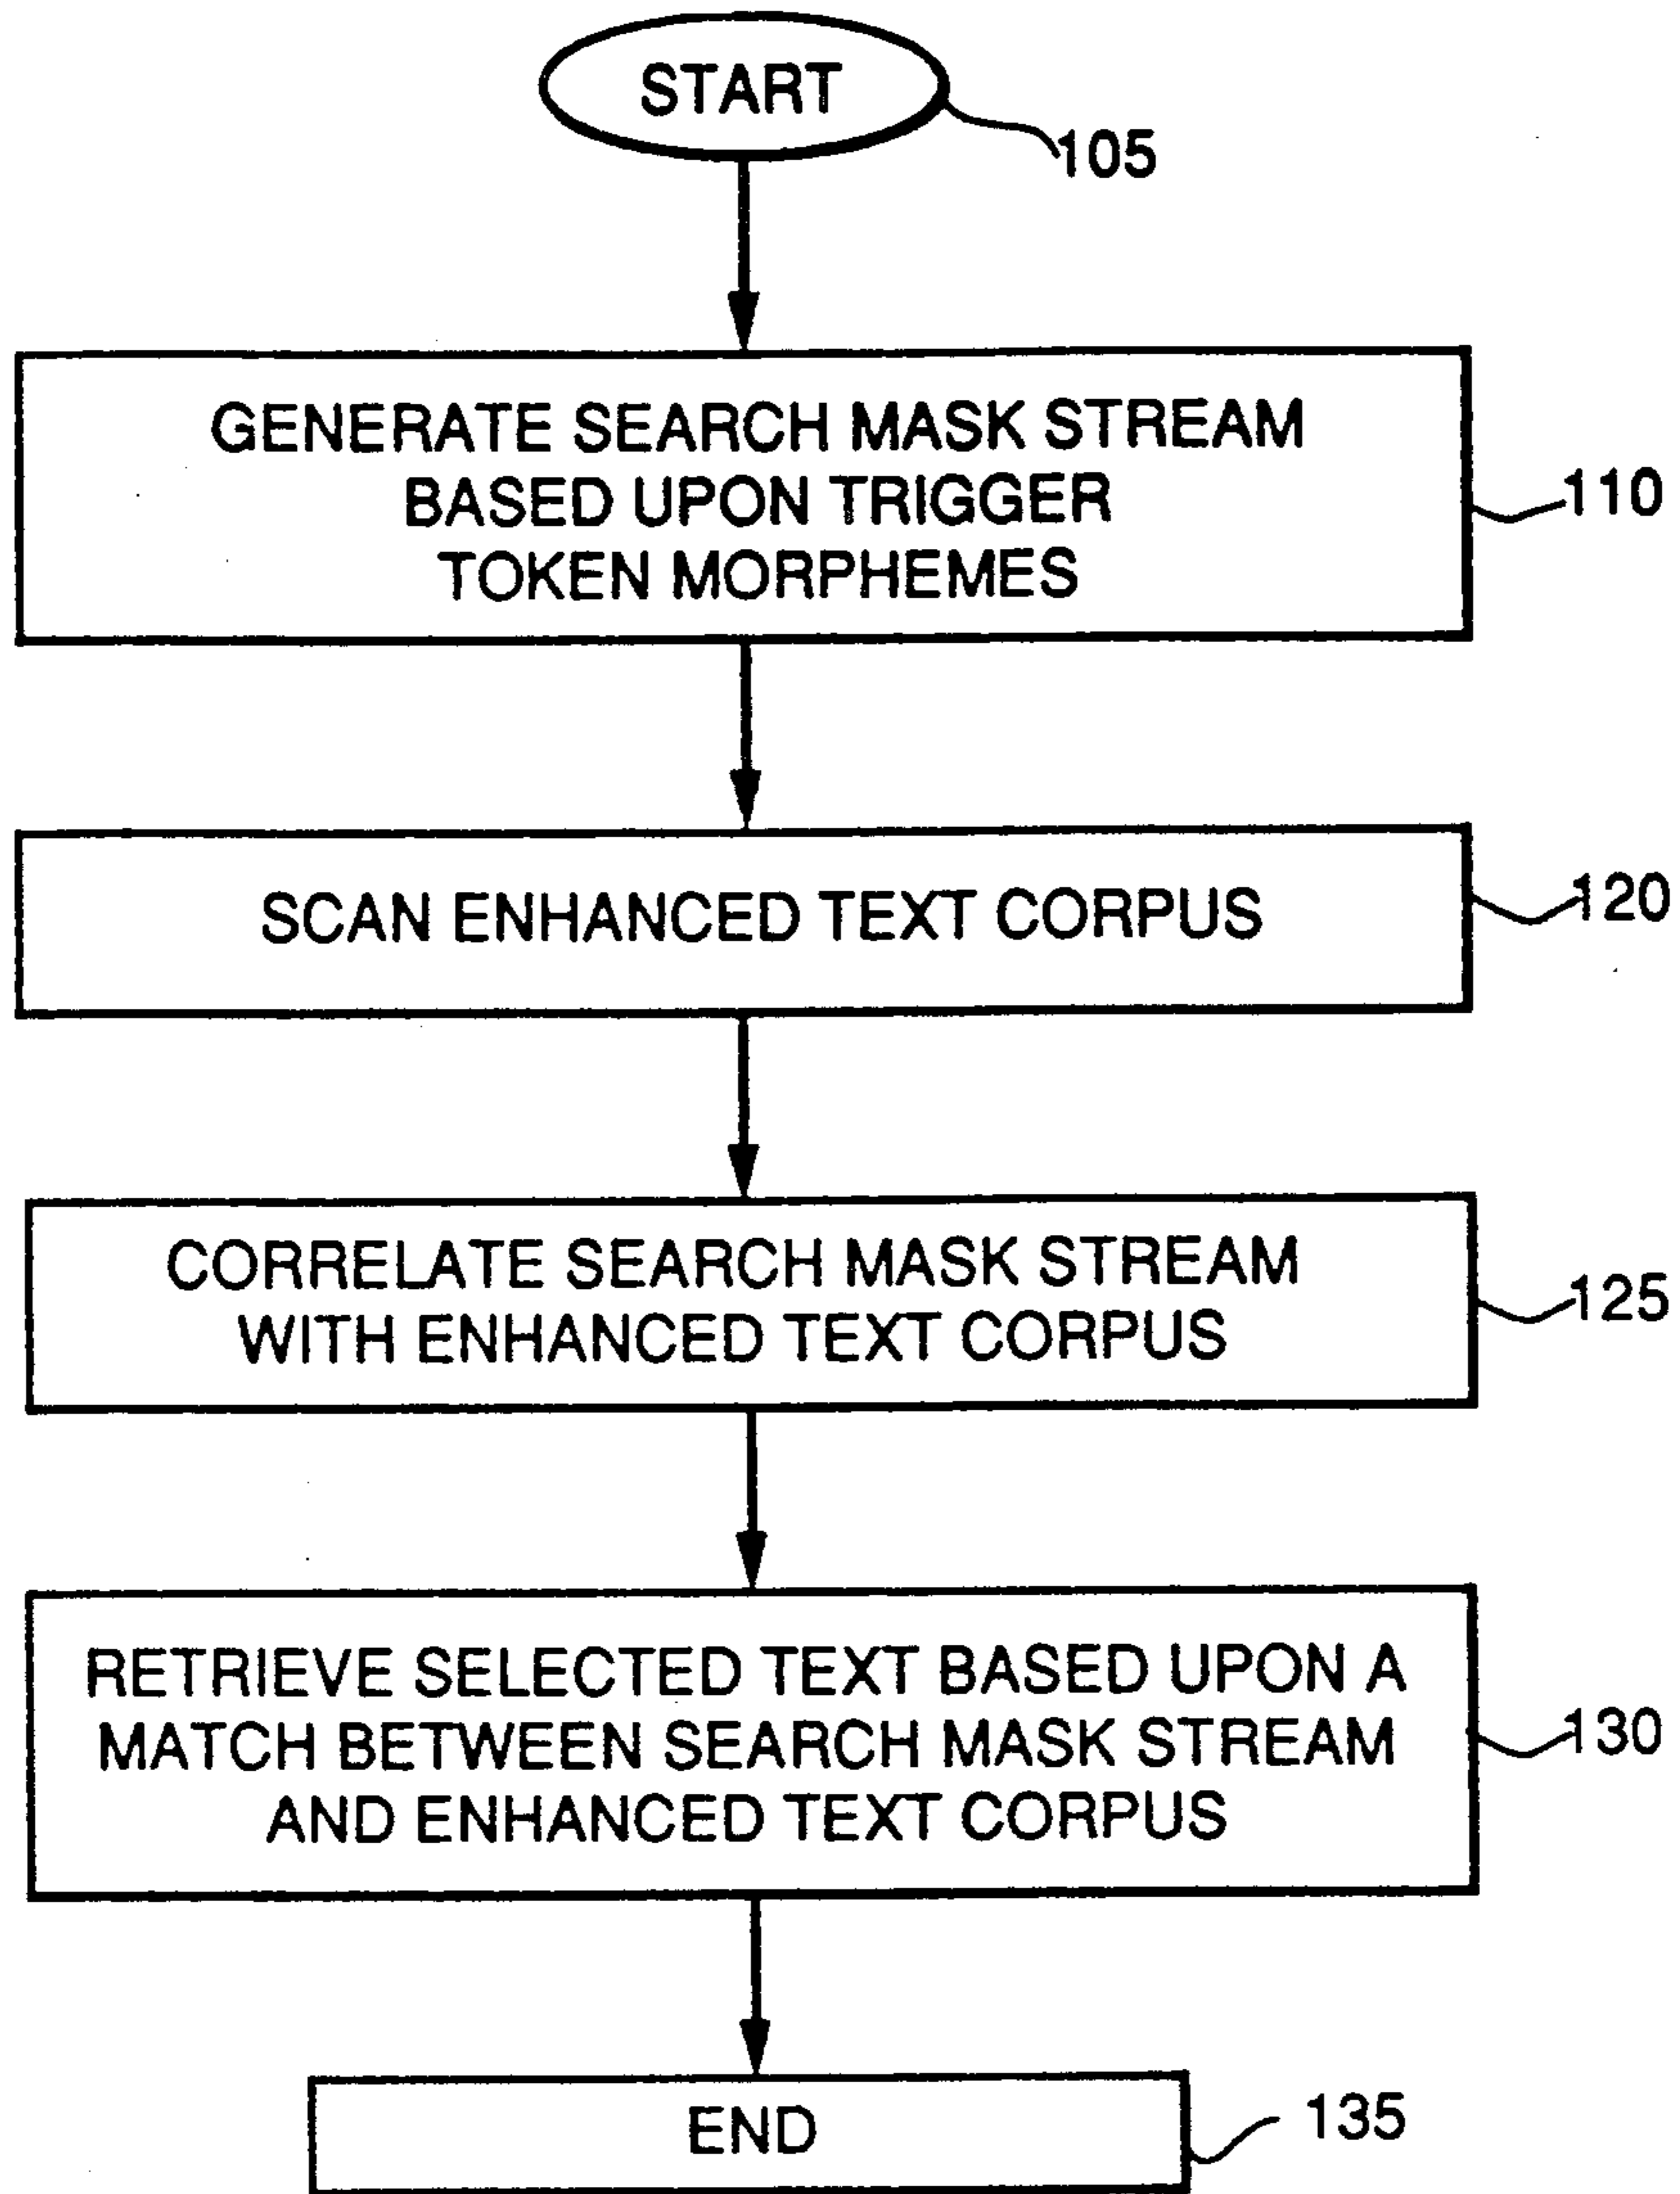 START
105
GENERATE SEARCH MASK STREAM
BASED UPON TRIGGER
TOKEN MORPHEMES
110
SCAN ENHANCED TEXT CORPUS
120
CORRELATE SEARCH MASK STREAM
WITH ENHANCED TEXT CORPUS
125
RETRIEVE SELECTED TEXT BASED UPON A
MATCH BETWEEN SEARCH MASK STREAM
AND ENHANCED TEXT CORPUS
130
END
135